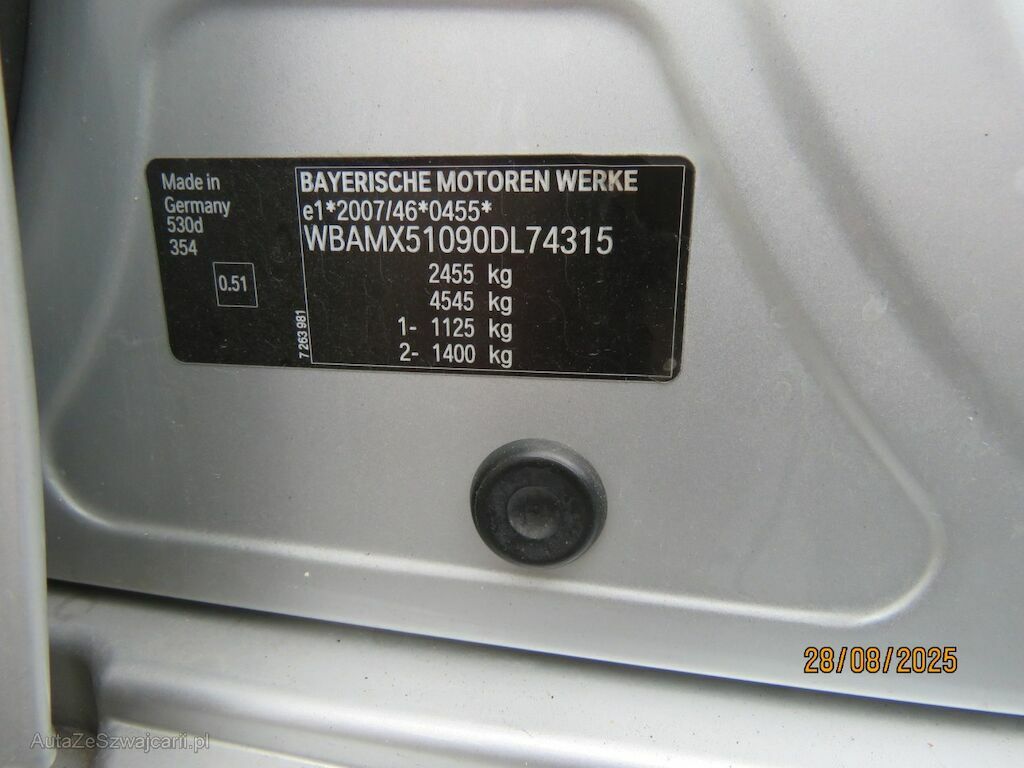 Made in
Germany
530d
354
0.51
7 263 981
BAYERISCHE MOTOREN WERKE
e1*2007/46*0455*
WBAMX51090DL74315
2455 kg
4545 kg
1- 1125 kg
2- 1400 kg
28/08/2025
AutaZeSzwajcarii.pl